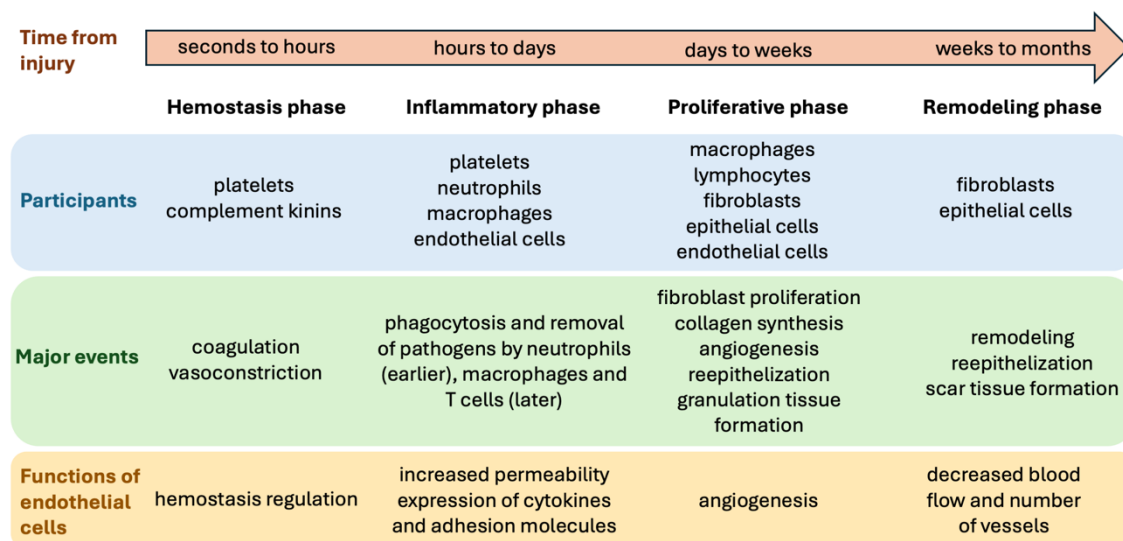 Time from
injury
seconds to hours
hours to days
days to weeks
weeks to months
Hemostasis phase
Inflammatory phase
Proliferative phase
Remodeling phase
Participants
platelets
complement kinins
platelets
neutrophils
macrophages
endothelial cells
macrophages
lymphocytes
fibroblasts
epithelial cells
endothelial cells
fibroblasts
epithelial cells
Major events
coagulation
vasoconstriction
phagocytosis and removal
of pathogens by neutrophils
(earlier), macrophages and
T cells (later)
fibroblast proliferation
collagen synthesis
angiogenesis
reepithelization
granulation tissue
formation
remodeling
reepithelization
scar tissue formation
Functions of
endothelial
cells
hemostasis regulation
increased permeability
expression of cytokines
and adhesion molecules
angiogenesis
decreased blood
flow and number
of vessels